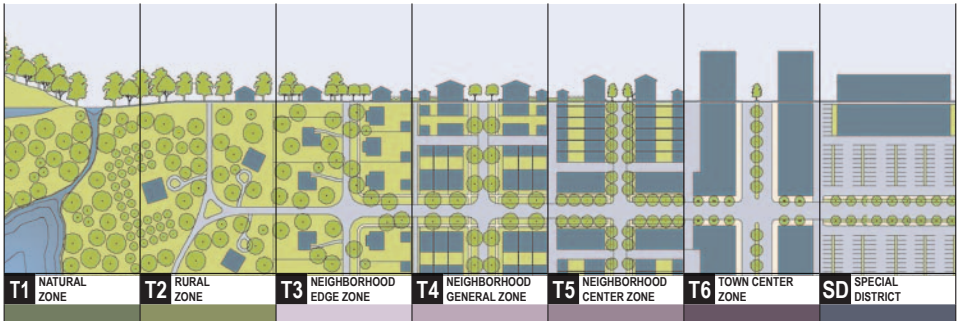 T1 NATURAL
ZONE
T2 RURAL
ZONE
T3 NEIGHBORHOOD
EDGE ZONE
T4 NEIGHBORHOOD
GENERAL ZONE
T5 NEIGHBORHOOD
CENTER ZONE
T6 TOWN CENTER
ZONE
SD SPECIAL
DISTRICT